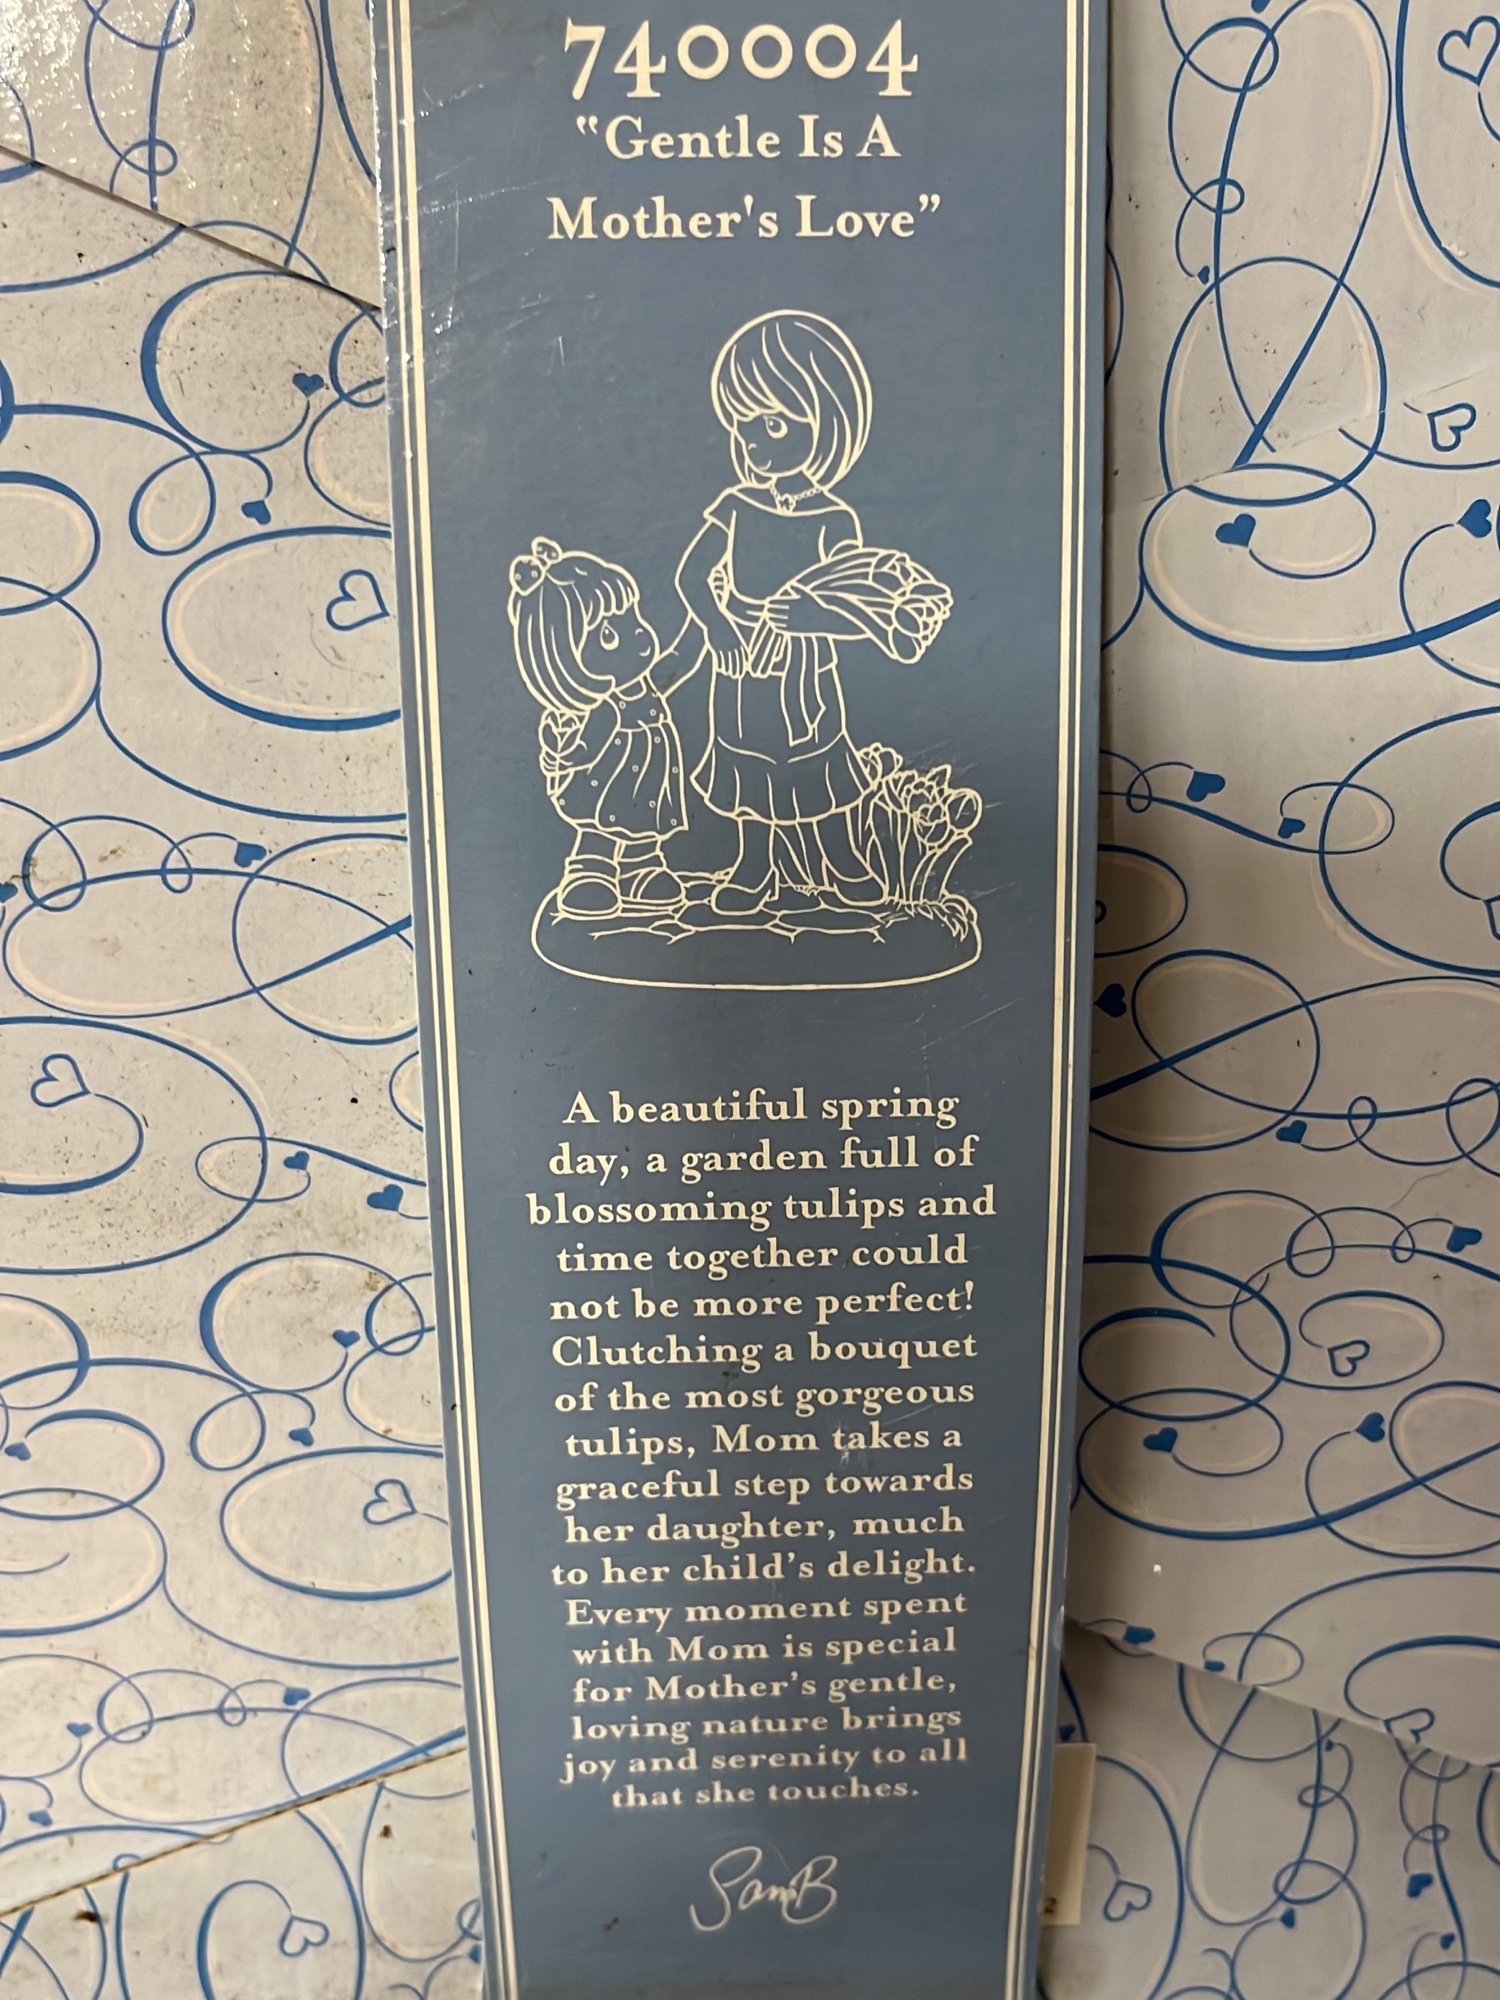 740004
“Gentle Is A
Mother's Love”
A beautiful spring
day, a garden full of
blossoming tulips and
time together could
not be more perfect!
Clutching a bouquet
of the most gorgeous
tulips, Mom takes a
graceful step towards
her daughter, much
to her child’s delight.
Every moment spent
with Mom is special
for Mother’s gentle,
loving nature brings
joy and serenity to all
that she touches.
SamB
2